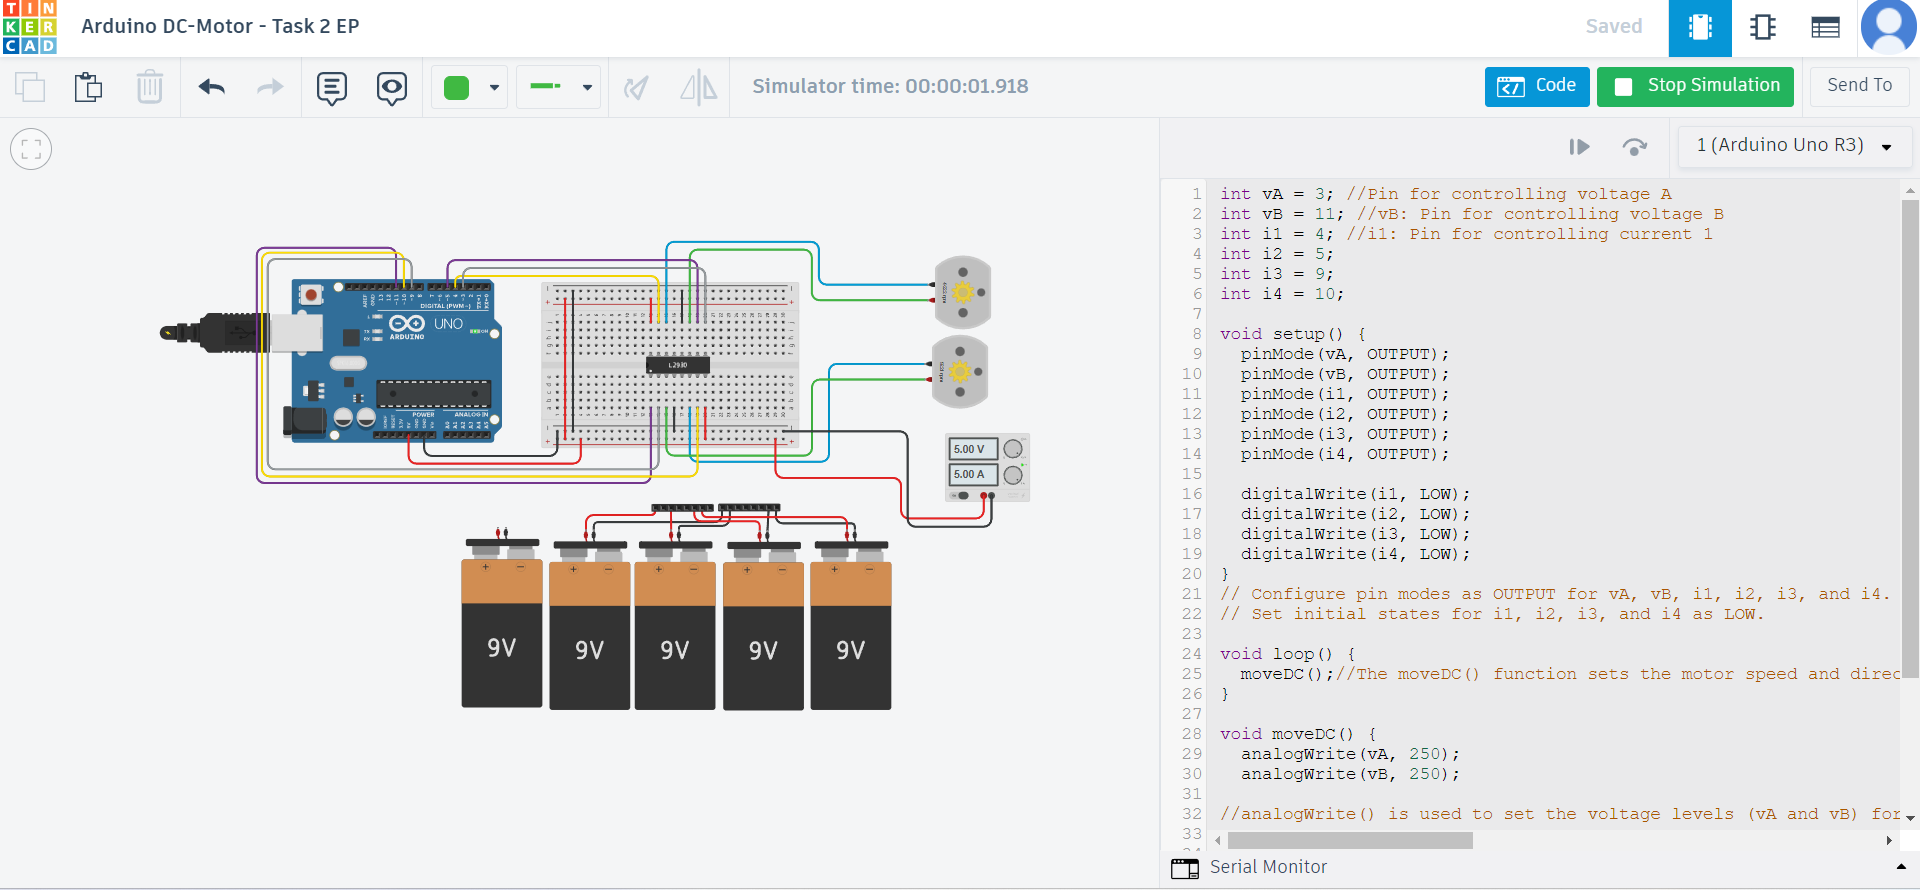 TIN
KER
CAD
Arduino DC-Motor - Task 2 EP
Saved
Simulator time: 00:00:01.918
Code
Stop Simulation
Send To
1 (Arduino Uno R3)
DIGITAL (PWM~)
UNO
ARDUINO
ON
TX
RX
L
POWER
ANALOG IN
L293D
5.00 V
5.00 A
+ −
+ −
+ −
+ −
+ −
9V
9V
9V
9V
9V
1 int vA = 3; //Pin for controlling voltage A
2 int vB = 11; //vB: Pin for controlling voltage B
3 int i1 = 4; //i1: Pin for controlling current 1
4 int i2 = 5;
5 int i3 = 9;
6 int i4 = 10;
7
8 void setup() {
9 pinMode(vA, OUTPUT);
10 pinMode(vB, OUTPUT);
11 pinMode(i1, OUTPUT);
12 pinMode(i2, OUTPUT);
13 pinMode(i3, OUTPUT);
14 pinMode(i4, OUTPUT);
15
16 digitalWrite(i1, LOW);
17 digitalWrite(i2, LOW);
18 digitalWrite(i3, LOW);
19 digitalWrite(i4, LOW);
20 }
21 // Configure pin modes as OUTPUT for vA, vB, i1, i2, i3, and i4.
22 // Set initial states for i1, i2, i3, and i4 as LOW.
23
24 void loop() {
25 moveDC();//The moveDC() function sets the motor speed and direc
26 }
27
28 void moveDC() {
29 analogWrite(vA, 250);
30 analogWrite(vB, 250);
31
32 //analogWrite() is used to set the voltage levels (vA and vB) for
33
Serial Monitor